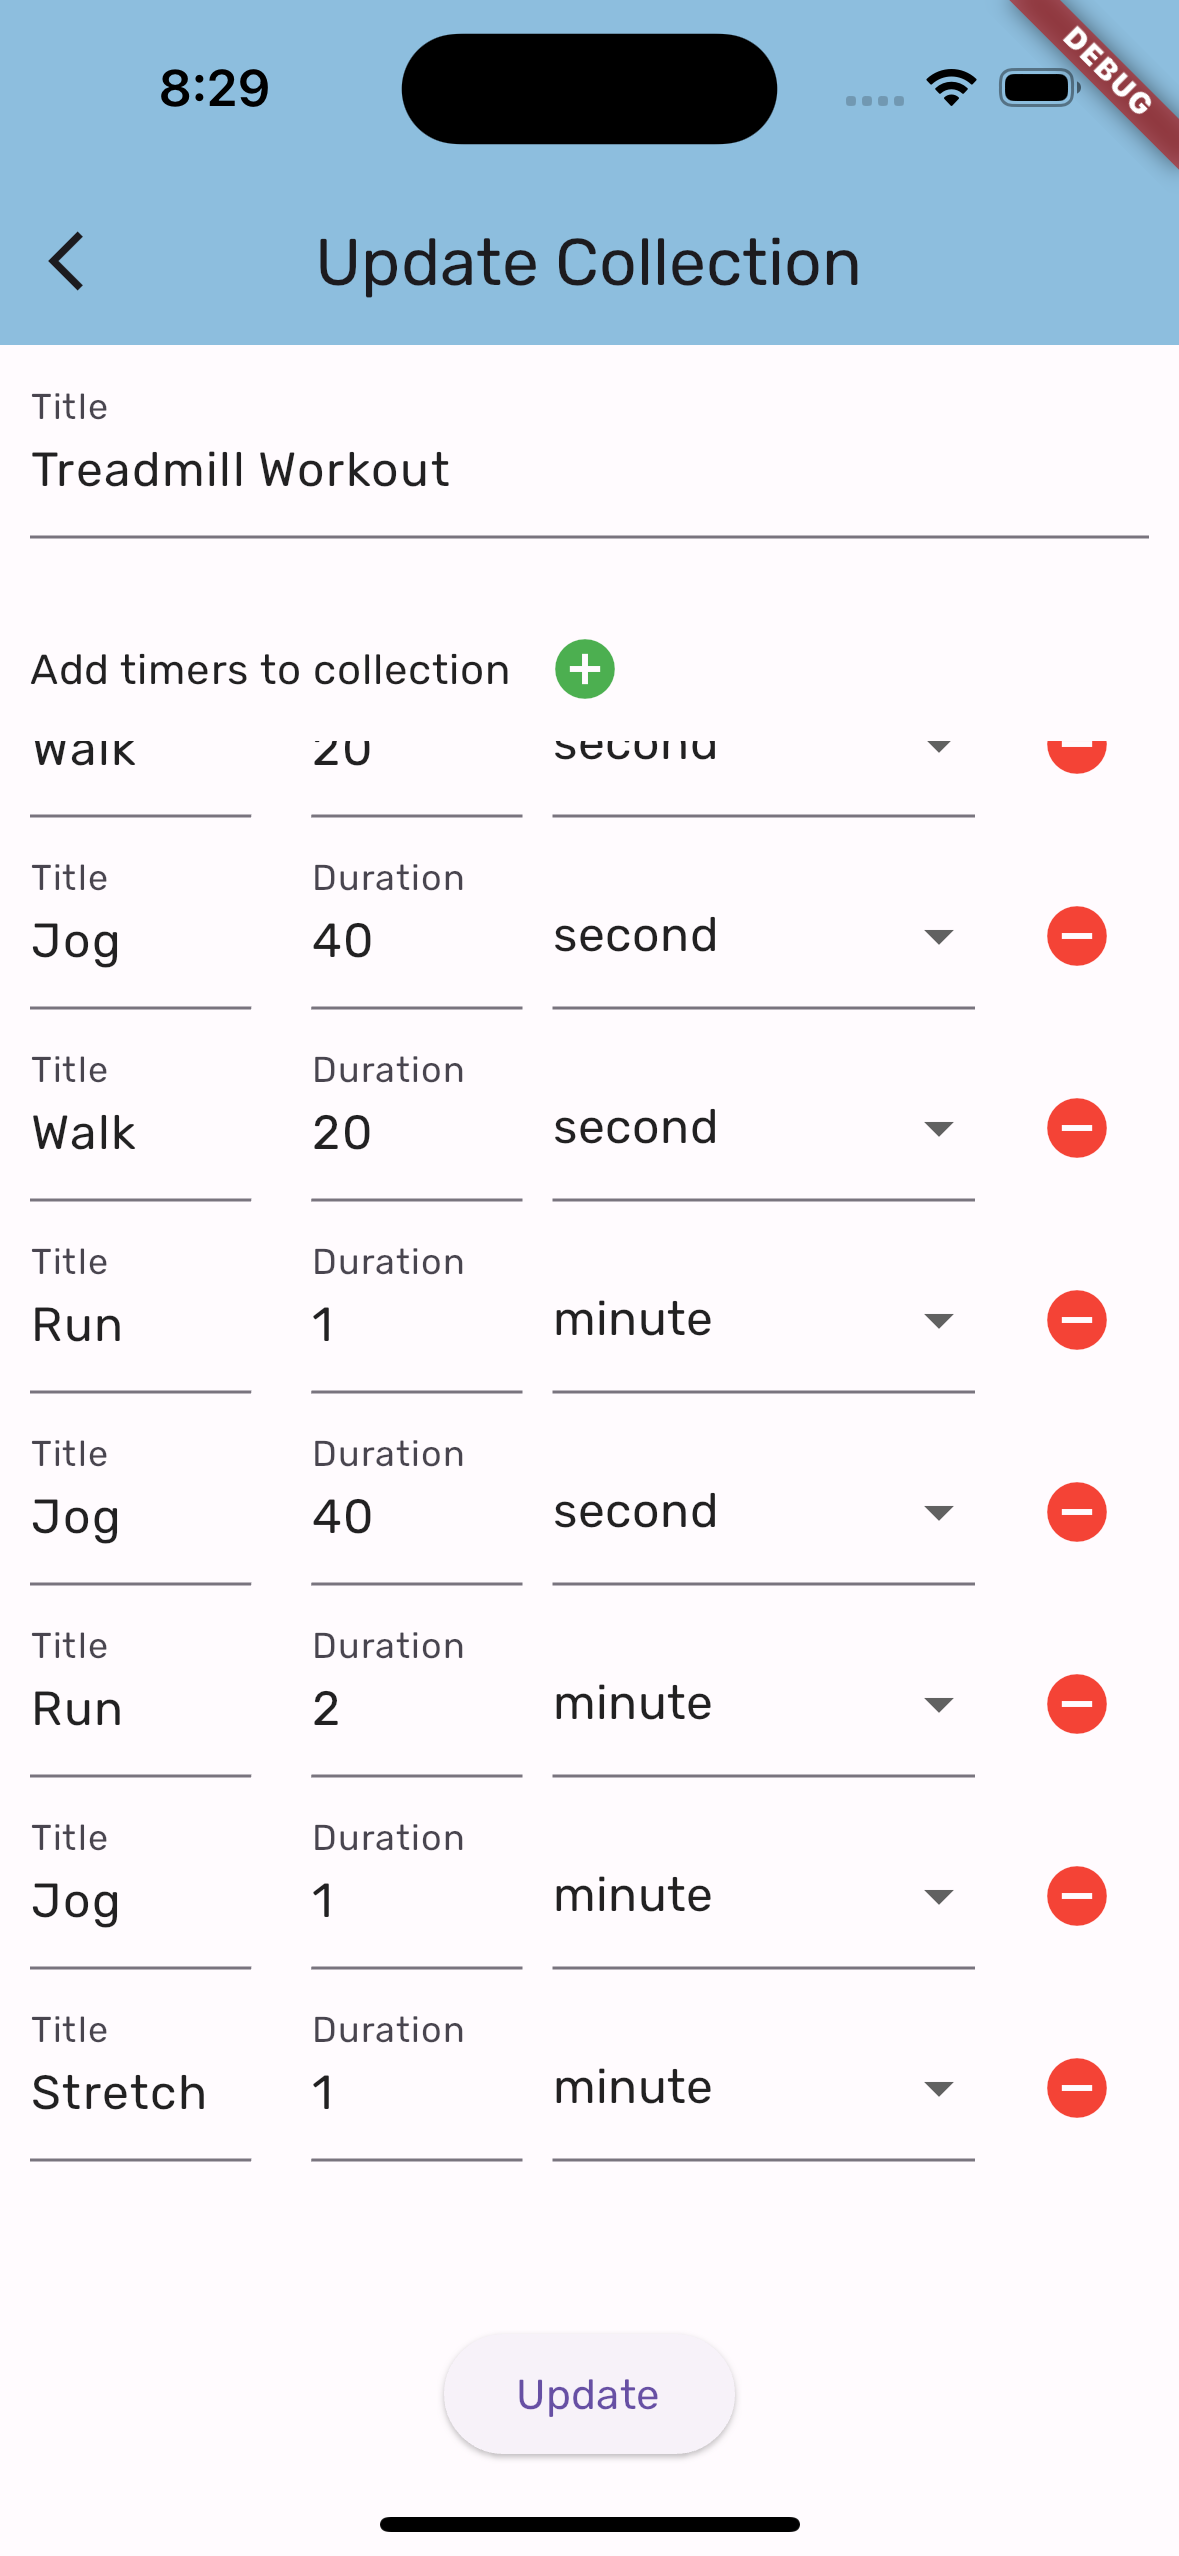 8:29
DEBUG
Update Collection
Title
Treadmill Workout
Add timers to collection
Walk 20 second
Title Duration
Jog 40 second
Title Duration
Walk 20 second
Title Duration
Run 1 minute
Title Duration
Jog 40 second
Title Duration
Run 2 minute
Title Duration
Jog 1 minute
Title Duration
Stretch 1 minute
Update